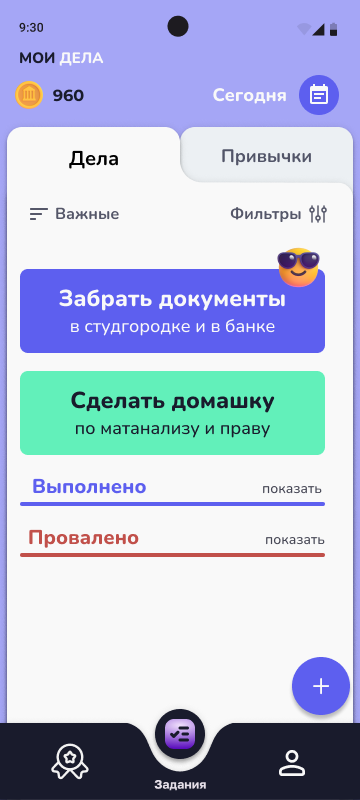 9:30
МОИ ДЕЛА
960
Сегодня
Дела
Привычки
Важные
Фильтры
Забрать документы
в студгородке и в банке
Сделать домашку
по матанализу и праву
Выполнено
показать
Провалено
показать
Задания